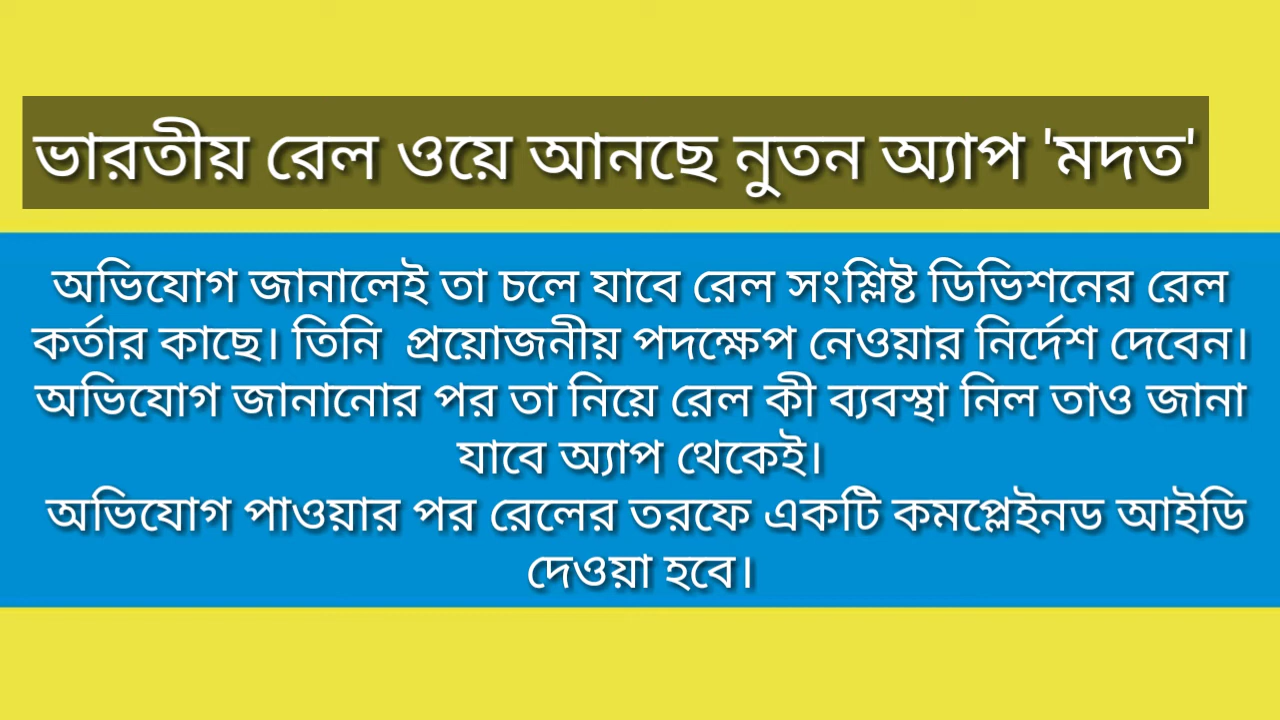 ভারতীয় রেল ওয়ে আনছে নুতন অ্যাপ 'মদত'
অভিযোগ জানালেই তা চলে যাবে রেল সংশ্লিষ্ট ডিভিশনের রেল
কর্তার কাছে। তিনি  প্রয়োজনীয় পদক্ষেপ নেওয়ার নির্দেশ দেবেন।
অভিযোগ জানানোর পর তা নিয়ে রেল কী ব্যবস্থা নিল তাও জানা
যাবে অ্যাপ থেকেই।
অভিযোগ পাওয়ার পর রেলের তরফে একটি কমপ্লেইনড আইডি
দেওয়া হবে।